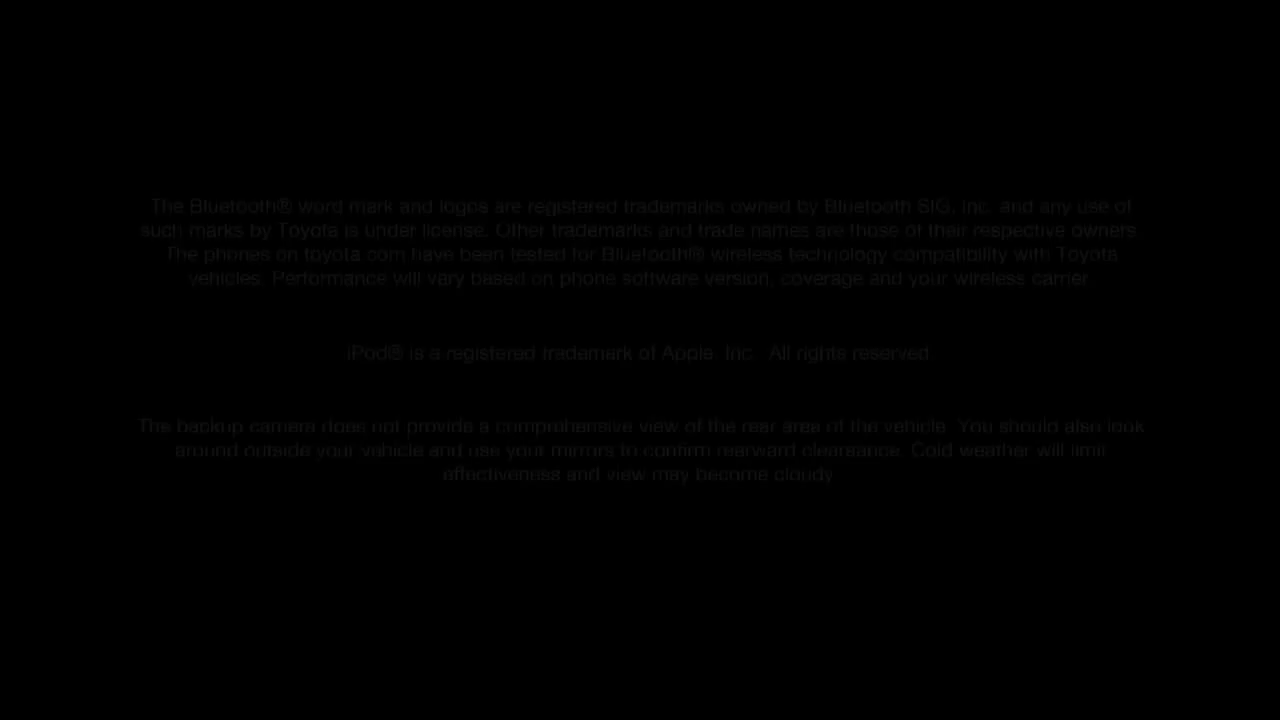 The Bluetooth® word mark and logos are registered trademarks owned by Bluetooth SIG, Inc. and any use of
such marks by Toyota is under license. Other trademarks and trade names are those of their respective owners.
The phones on toyota.com have been tested for Bluetooth® wireless technology compatibility with Toyota
vehicles. Performance will vary based on phone software version, coverage and your wireless carrier.
iPod® is a registered trademark of Apple, Inc. All rights reserved.
The backup camera does not provide a comprehensive view of the rear area of the vehicle. You should also look
around outside your vehicle and use your mirrors to confirm rearward clearance. Cold weather will limit
effectiveness and view may become cloudy.